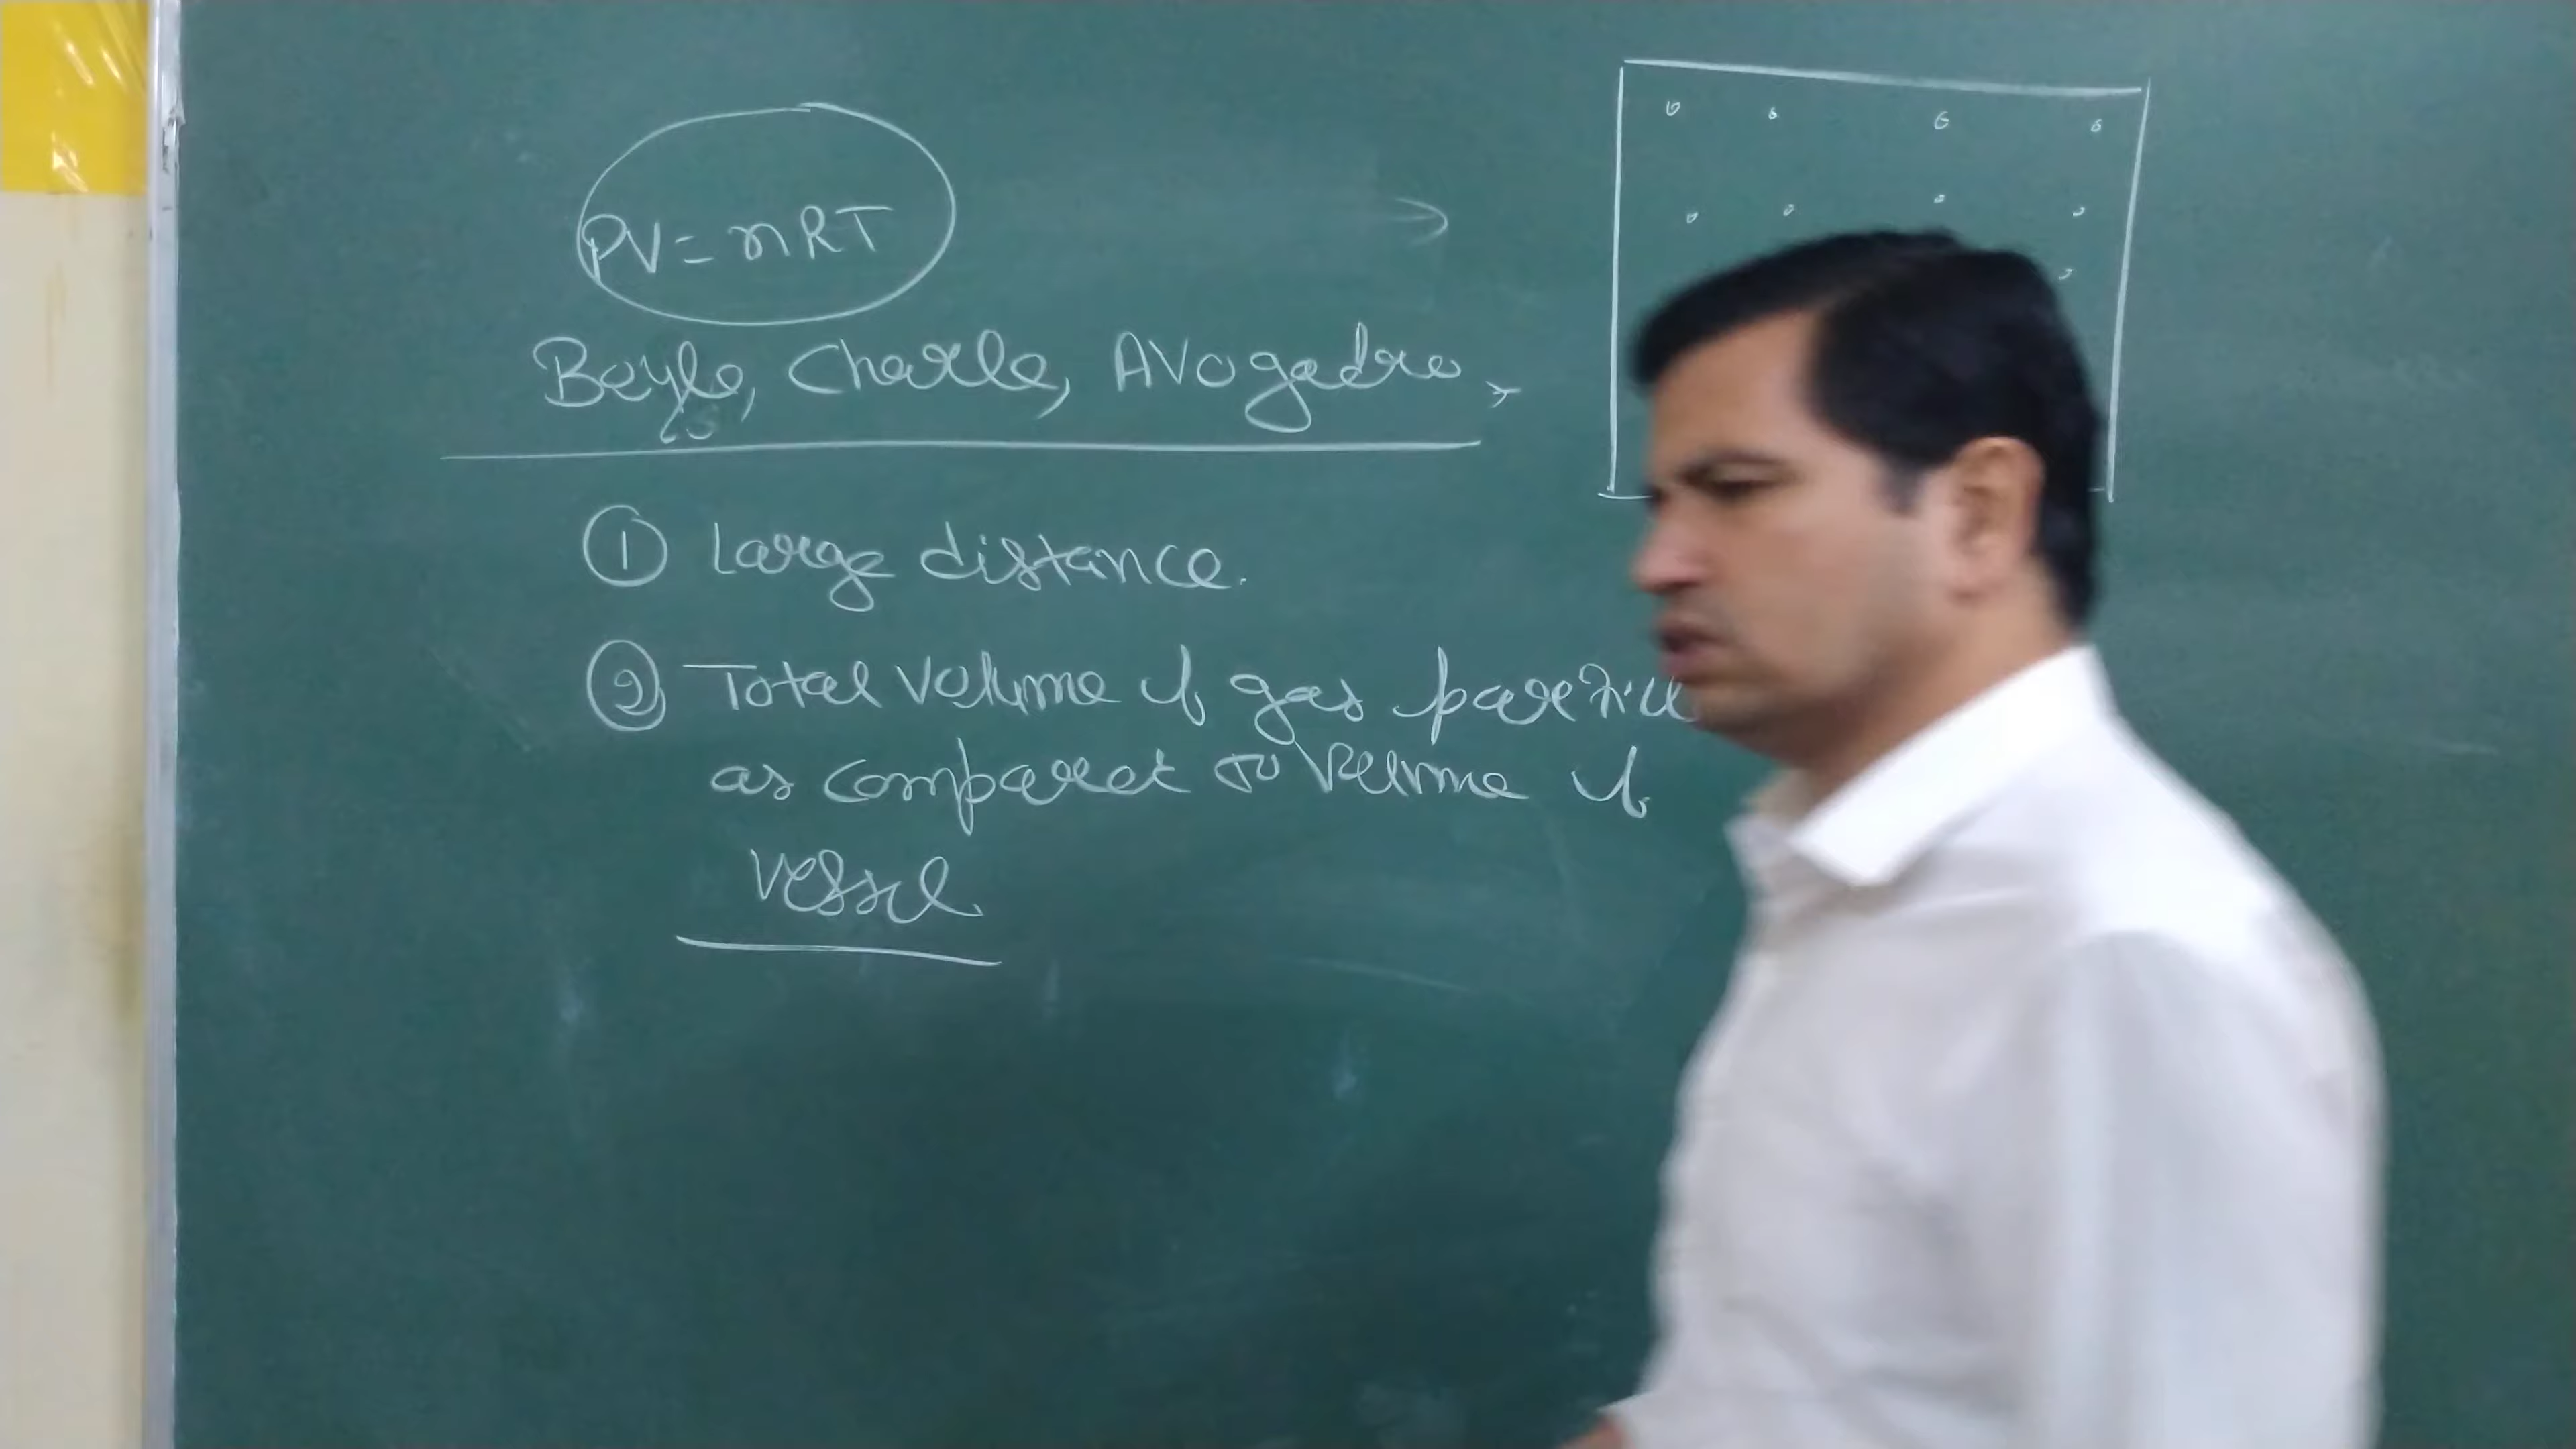 PV = nRT
Boyle, Charle, Avogadro,
① Large distance.
② Total volume of gas particl
as compared to volume of
vessel